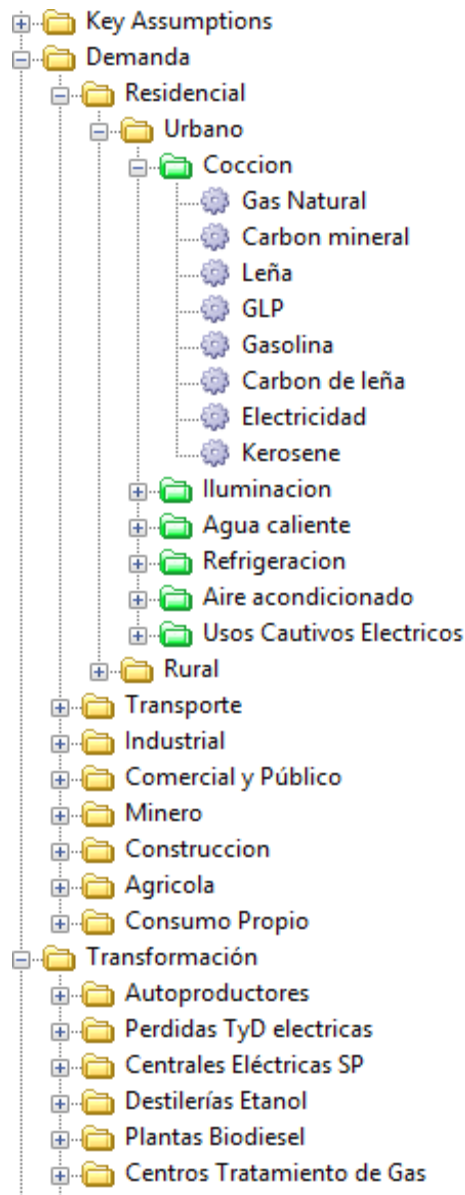 Key Assumptions
Demanda
Residencial
Urbano
Coccion
Gas Natural
Carbon mineral
Leña
GLP
Gasolina
Carbon de leña
Electricidad
Kerosene
Iluminacion
Agua caliente
Refrigeracion
Aire acondicionado
Usos Cautivos Electricos
Rural
Transporte
Industrial
Comercial y Público
Minero
Construccion
Agricola
Consumo Propio
Transformación
Autoproductores
Perdidas TyD electricas
Centrales Eléctricas SP
Destilerías Etanol
Plantas Biodiesel
Centros Tratamiento de Gas